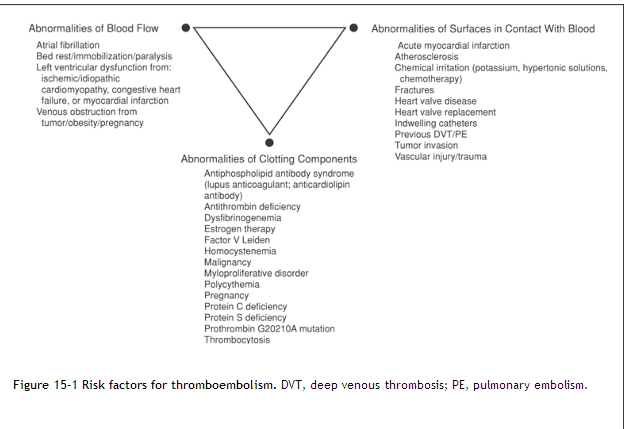 Abnormalities of Blood Flow
Atrial fibrillation
Bed rest/immobilization/paralysis
Left ventricular dysfunction from:
ischemic/idiopathic
cardiomyopathy, congestive heart
failure, or myocardial infarction
Venous obstruction from
tumor/obesity/pregnancy
Abnormalities of Surfaces in Contact With Blood
Acute myocardial infarction
Atherosclerosis
Chemical irritation (potassium, hypertonic solutions,
chemotherapy)
Fractures
Heart valve disease
Heart valve replacement
Indwelling catheters
Previous DVT/PE
Tumor invasion
Vascular injury/trauma
Abnormalities of Clotting Components
Antiphospholipid antibody syndrome
(lupus anticoagulant; anticardiolipin
antibody)
Antithrombin deficiency
Dysfibrinogenemia
Estrogen therapy
Factor V Leiden
Homocystenemia
Malignancy
Myloproliferative disorder
Polycythemia
Pregnancy
Protein C deficiency
Protein S deficiency
Prothrombin G20210A mutation
Thrombocytosis
Figure 15-1 Risk factors for thromboembolism. DVT, deep venous thrombosis; PE, pulmonary embolism.